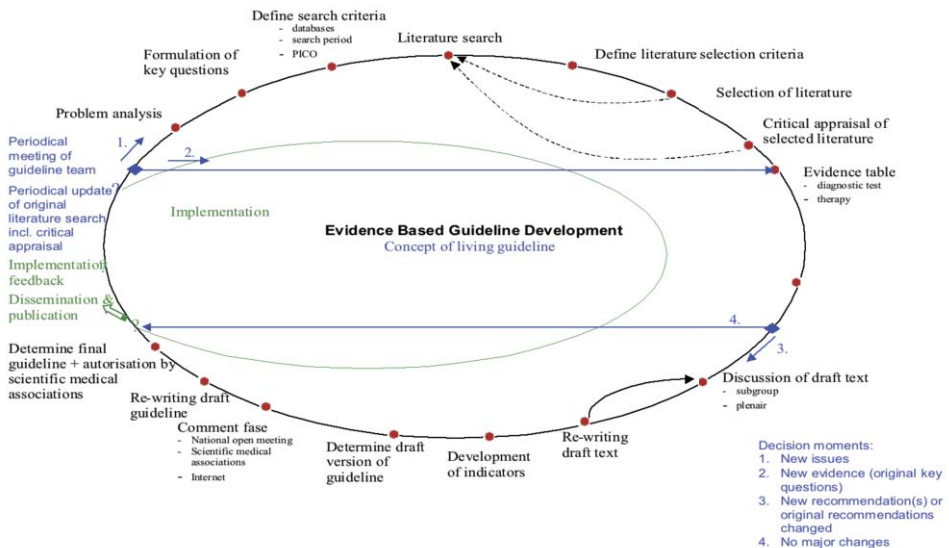 Define search criteria
- databases
- search period
- PICO
Literature search
Define literature selection criteria
Formulation of
key questions
Selection of literature
Problem analysis
Critical appraisal of
selected literature
Periodical
meeting of
guideline team
1.
2.
Evidence table
- diagnostic test
- therapy
Periodical update
of original
literature search
incl. critical
appraisal
?
Implementation
Evidence Based Guideline Development
Concept of living guideline
Implementation
feedback
?
Dissemination &
publication
?
4.
3.
Determine final
guideline + autorisation by
scientific medical
associations
Discussion of draft text
- subgroup
- plenair
Re-writing draft
guideline
Comment fase
- National open meeting
- Scientific medical
associations
- Internet
Determine draft
version of
guideline
Development
of indicators
Re-writing
draft text
Decision moments:
1. New issues
2. New evidence (original key
questions)
3. New recommendation(s) or
original recommendations
changed
4. No major changes